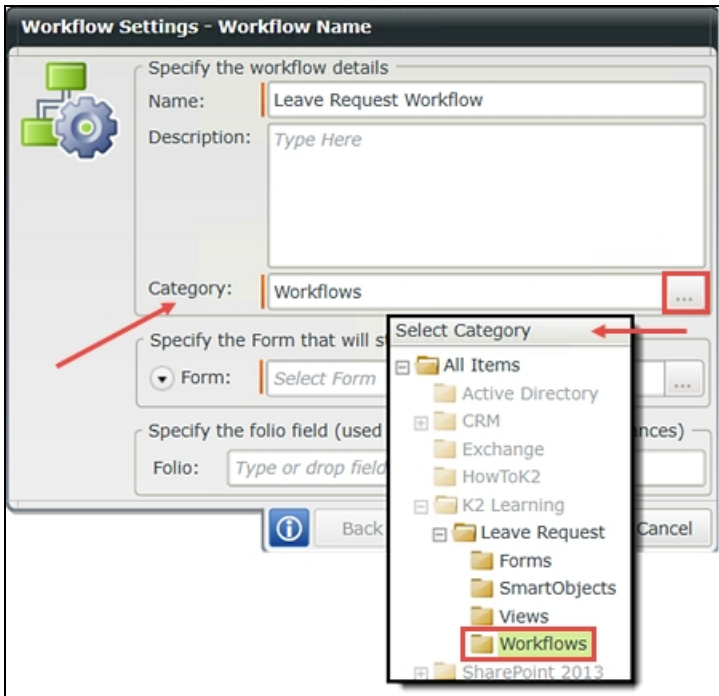 Workflow Settings - Workflow Name
Specify the workflow details
Name: Leave Request Workflow
Description: Type Here
Category: Workflows ...
Specify the Form that will st
Form: Select Form ...
Specify the folio field (used nces)
Folio: Type or drop field
Back Cancel
Select Category
All Items
Active Directory
CRM
Exchange
HowToK2
K2 Learning
Leave Request
Forms
SmartObjects
Views
Workflows
SharePoint 2013